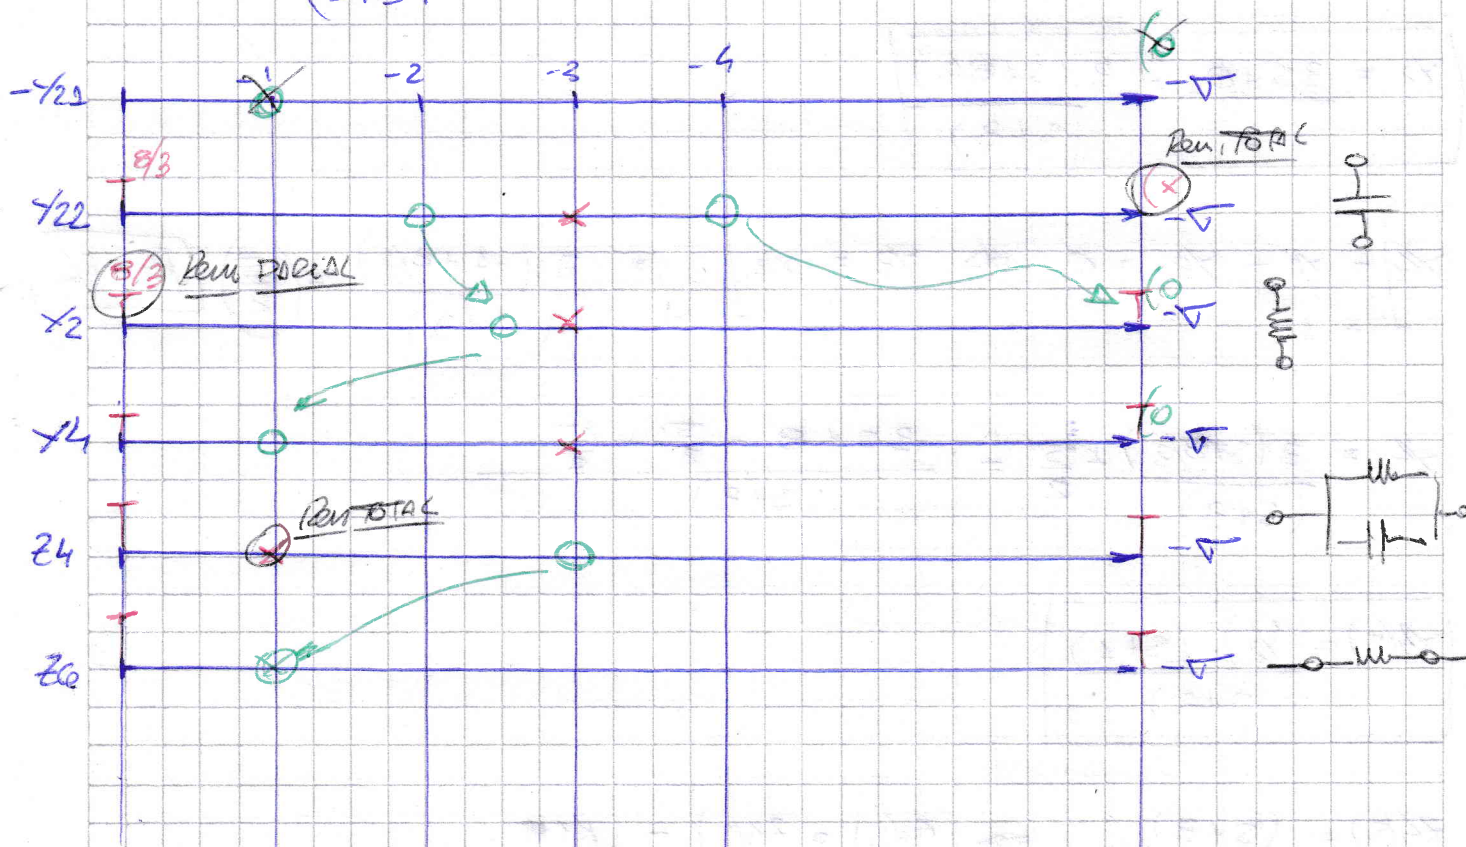 -1 -2 -3 -4
-Y21 -σ
8/3 Rem. TOTAL
Y22 -σ
8/3 Rem PARCIAL
Y2 -σ
Y4 -σ
Rem TOTAL
Z4 -σ
Z6 -σ